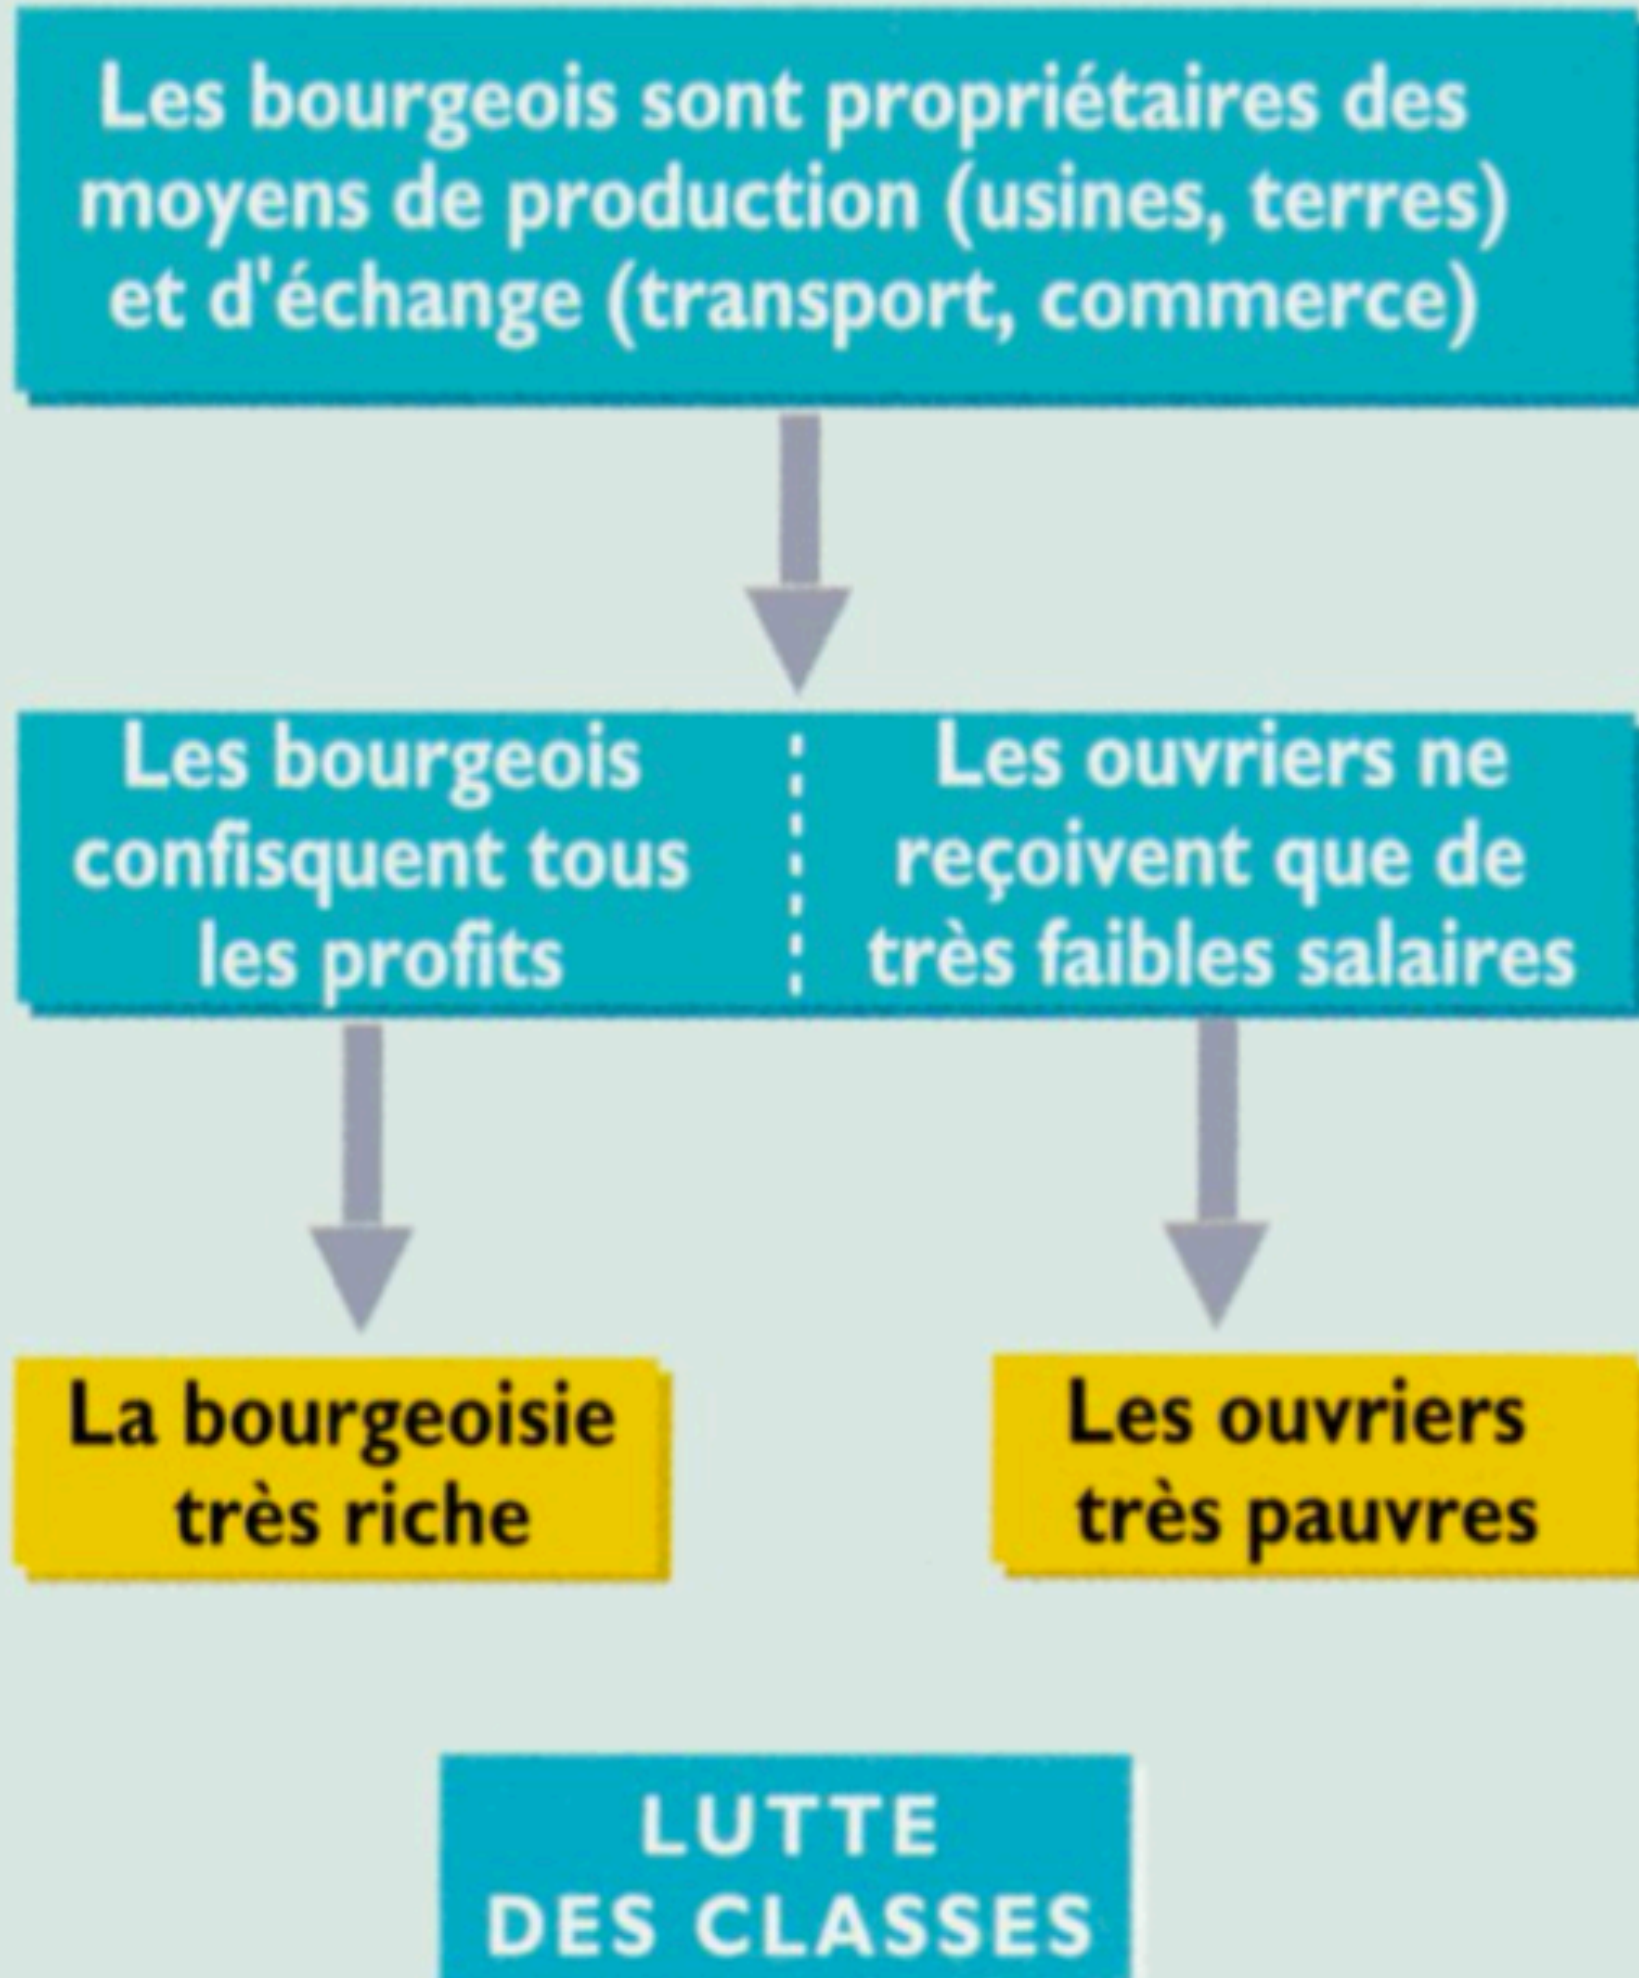 Les bourgeois sont propriétaires des
moyens de production (usines, terres)
et d'échange (transport, commerce)
Les bourgeois
confisquent tous
les profits
Les ouvriers ne
reçoivent que de
très faibles salaires
La bourgeoisie
très riche
Les ouvriers
très pauvres
LUTTE
DES CLASSES